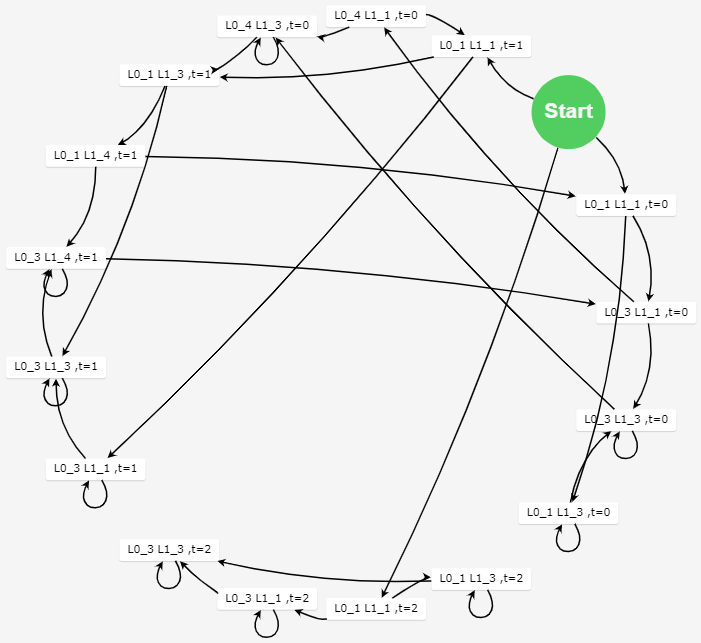 L0_4 L1_1 ,t=0
L0_4 L1_3 ,t=0
L0_1 L1_1 ,t=1
L0_1 L1_3 ,t=1
Start
L0_1 L1_4 ,t=1
L0_1 L1_1 ,t=0
L0_3 L1_4 ,t=1
L0_3 L1_1 ,t=0
L0_3 L1_3 ,t=1
L0_3 L1_3 ,t=0
L0_3 L1_1 ,t=1
L0_1 L1_3 ,t=0
L0_3 L1_3 ,t=2
L0_1 L1_3 ,t=2
L0_3 L1_1 ,t=2
L0_1 L1_1 ,t=2